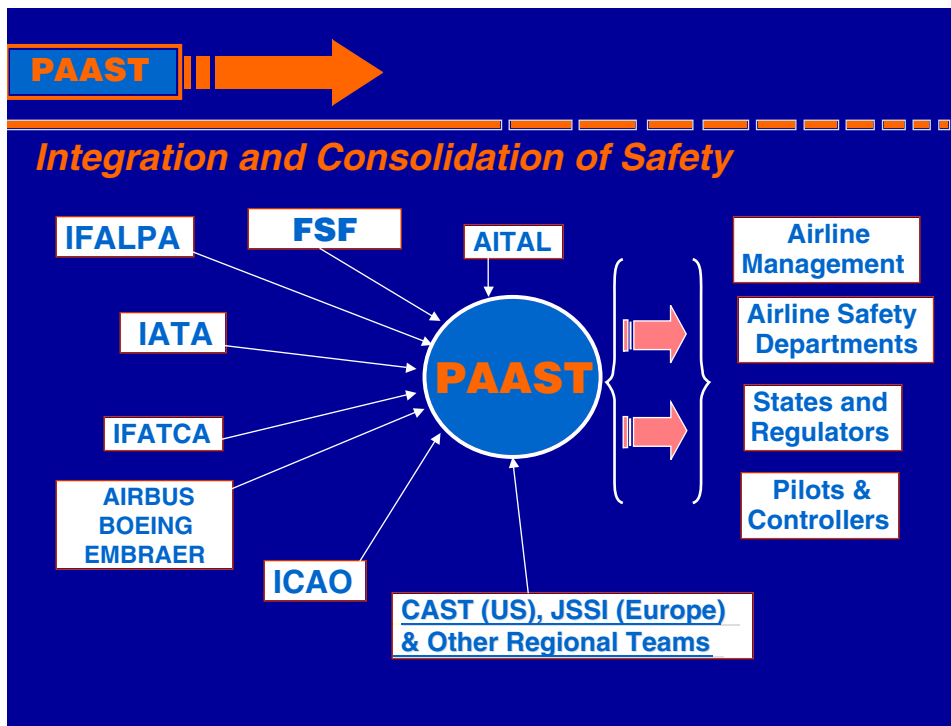 PAAST
Integration and Consolidation of Safety
IFALPA
FSF
AITAL
IATA
IFATCA
AIRBUS
BOEING
EMBRAER
ICAO
CAST (US), JSSI (Europe)
& Other Regional Teams
PAAST
Airline
Management
Airline Safety
Departments
States and
Regulators
Pilots &
Controllers